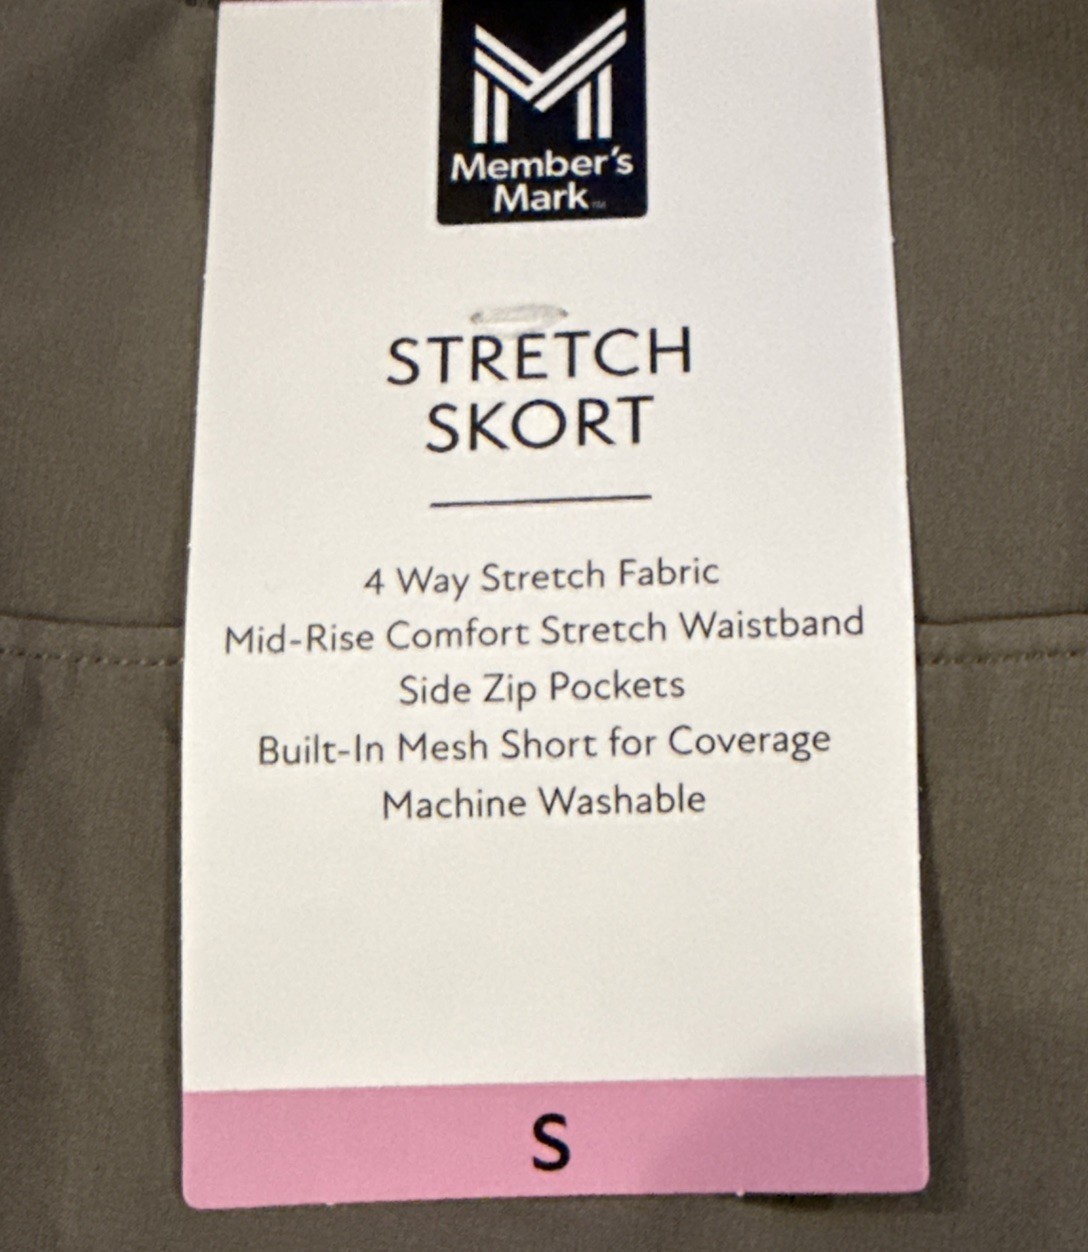 Member's
Mark™
STRETCH
SKORT
4 Way Stretch Fabric
Mid-Rise Comfort Stretch Waistband
Side Zip Pockets
Built-In Mesh Short for Coverage
Machine Washable
S